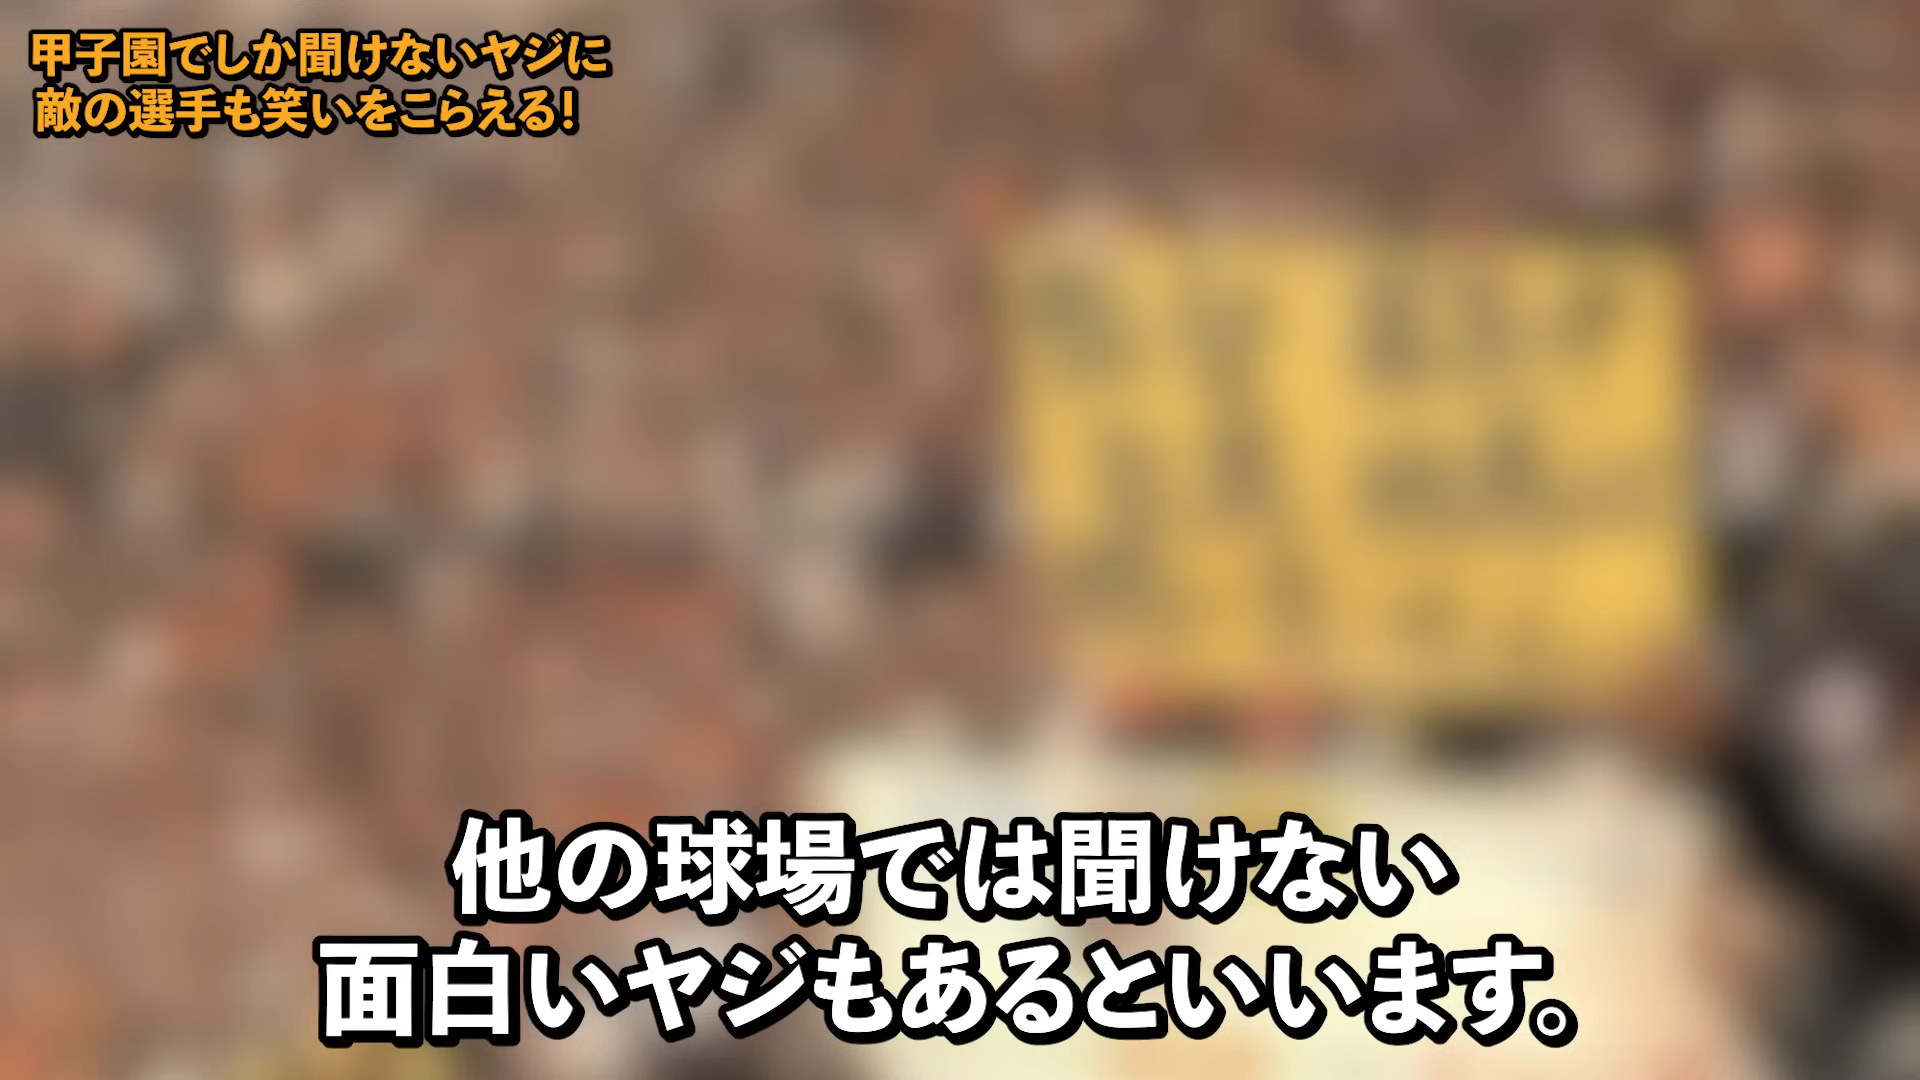 甲子園でしか聞けないヤジに
敵の選手も笑いをこらえる!
他の球場では聞けない
面白いヤジもあるといいます。